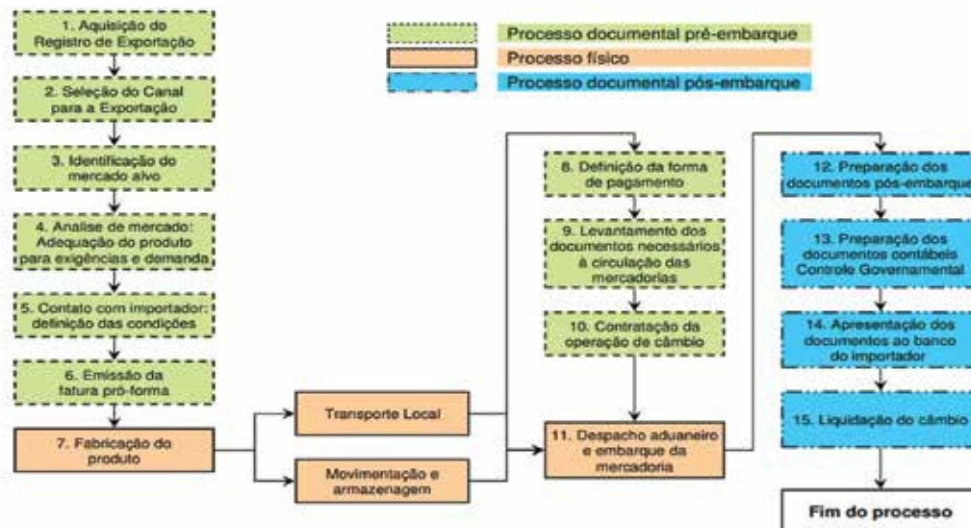 1. Aquisição do
Registro de Exportação
2. Seleção do Canal
para a Exportação
3. Identificação do
mercado alvo
4. Analise de mercado:
Adequação do produto
para exigências e demanda
5. Contato com importador:
definição das condições
6. Emissão da
fatura pró-forma
7. Fabricação do
produto
Transporte Local
Movimentação e
armazenagem
Processo documental pré-embarque
Processo físico
Processo documental pós-embarque
8. Definição da forma
de pagamento
9. Levantamento dos
documentos necessários
à circulação das
mercadorias
10. Contratação da
operação de câmbio
11. Despacho aduaneiro
e embarque da
mercadoria
12. Preparação dos
documentos pós-embarque
13. Preparação dos
documentos contábeis
Controle Governamental
14. Apresentação dos
documentos ao banco
do importador
15. Liquidação do câmbio
Fim do processo